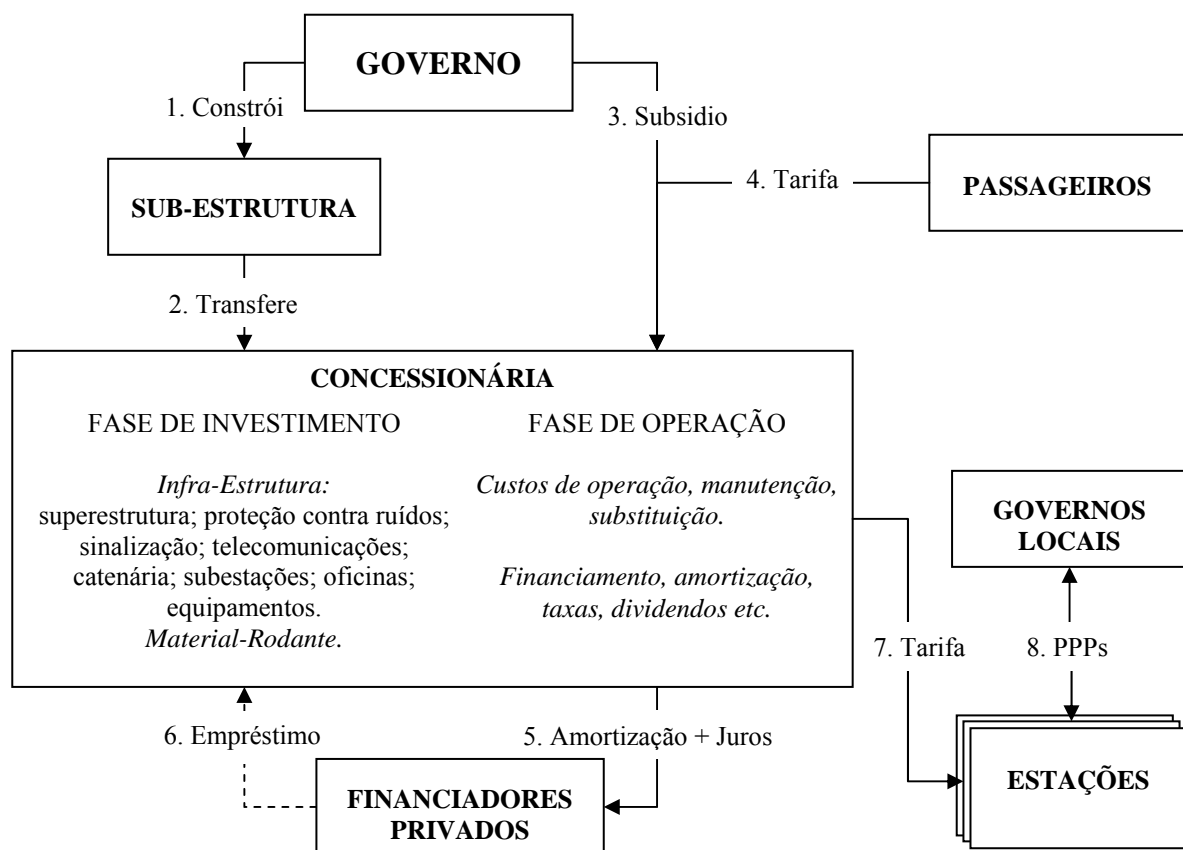 GOVERNO
1. Constrói
3. Subsidio
4. Tarifa
PASSAGEIROS
SUB-ESTRUTURA
2. Transfere
CONCESSIONÁRIA
FASE DE INVESTIMENTO
Infra-Estrutura:
superestrutura; proteção contra ruídos;
sinalização; telecomunicações;
catenária; subestações; oficinas;
equipamentos.
Material-Rodante.
FASE DE OPERAÇÃO
Custos de operação, manutenção,
substituição.
Financiamento, amortização,
taxas, dividendos etc.
GOVERNOS
LOCAIS
7. Tarifa
8. PPPs
6. Empréstimo
5. Amortização + Juros
FINANCIADORES
PRIVADOS
ESTAÇÕES